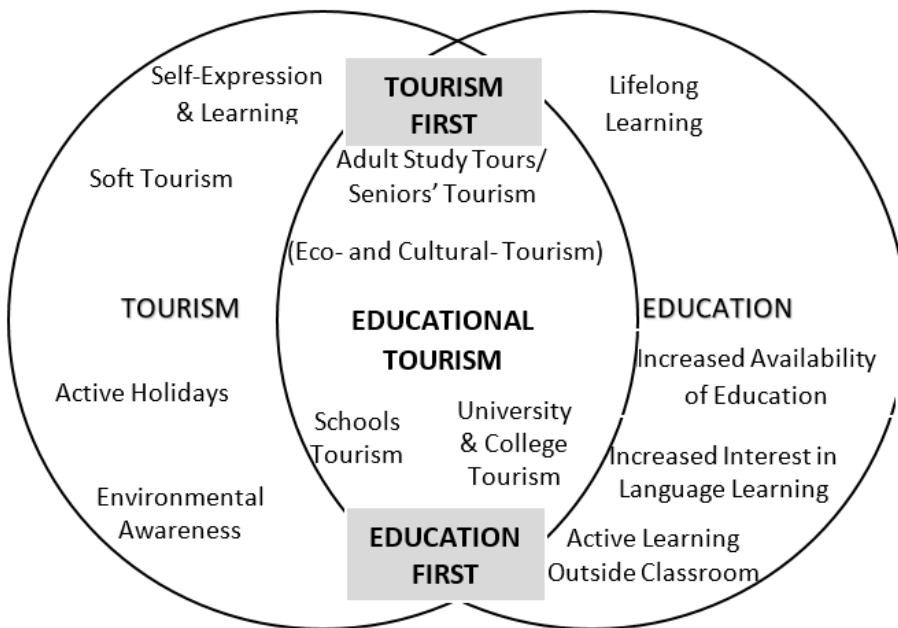 Self-Expression
& Learning
TOURISM
FIRST
Lifelong
Learning
Soft Tourism
Adult Study Tours/
Seniors’ Tourism
(Eco- and Cultural- Tourism)
TOURISM
EDUCATIONAL
TOURISM
EDUCATION
Increased Availability
of Education
Active Holidays
Schools
Tourism
University
& College
Tourism
Increased Interest in
Language Learning
Environmental
Awareness
EDUCATION
FIRST
Active Learning
Outside Classroom